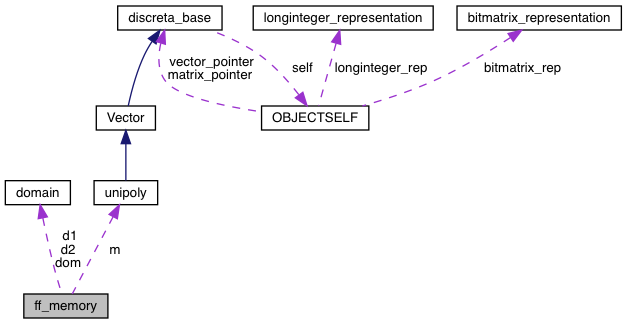 discreta_base
longinteger_representation
bitmatrix_representation
vector_pointer
matrix_pointer
self
longinteger_rep
bitmatrix_rep
Vector
OBJECTSELF
domain
unipoly
d1
d2
dom
m
ff_memory